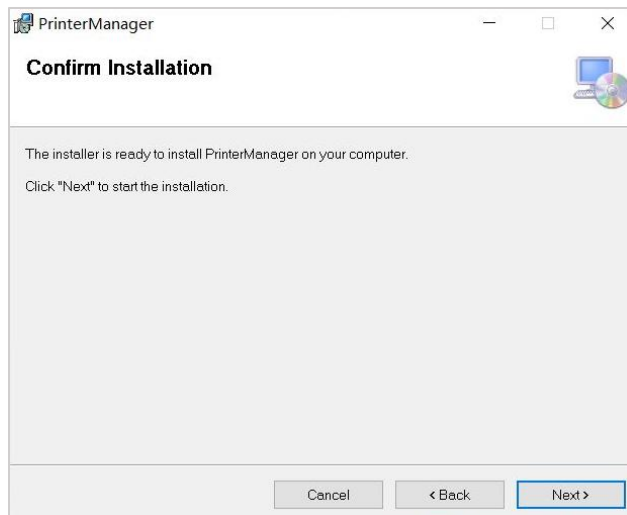 PrinterManager
Confirm Installation
The installer is ready to install PrinterManager on your computer.
Click "Next" to start the installation.
Cancel
< Back
Next >